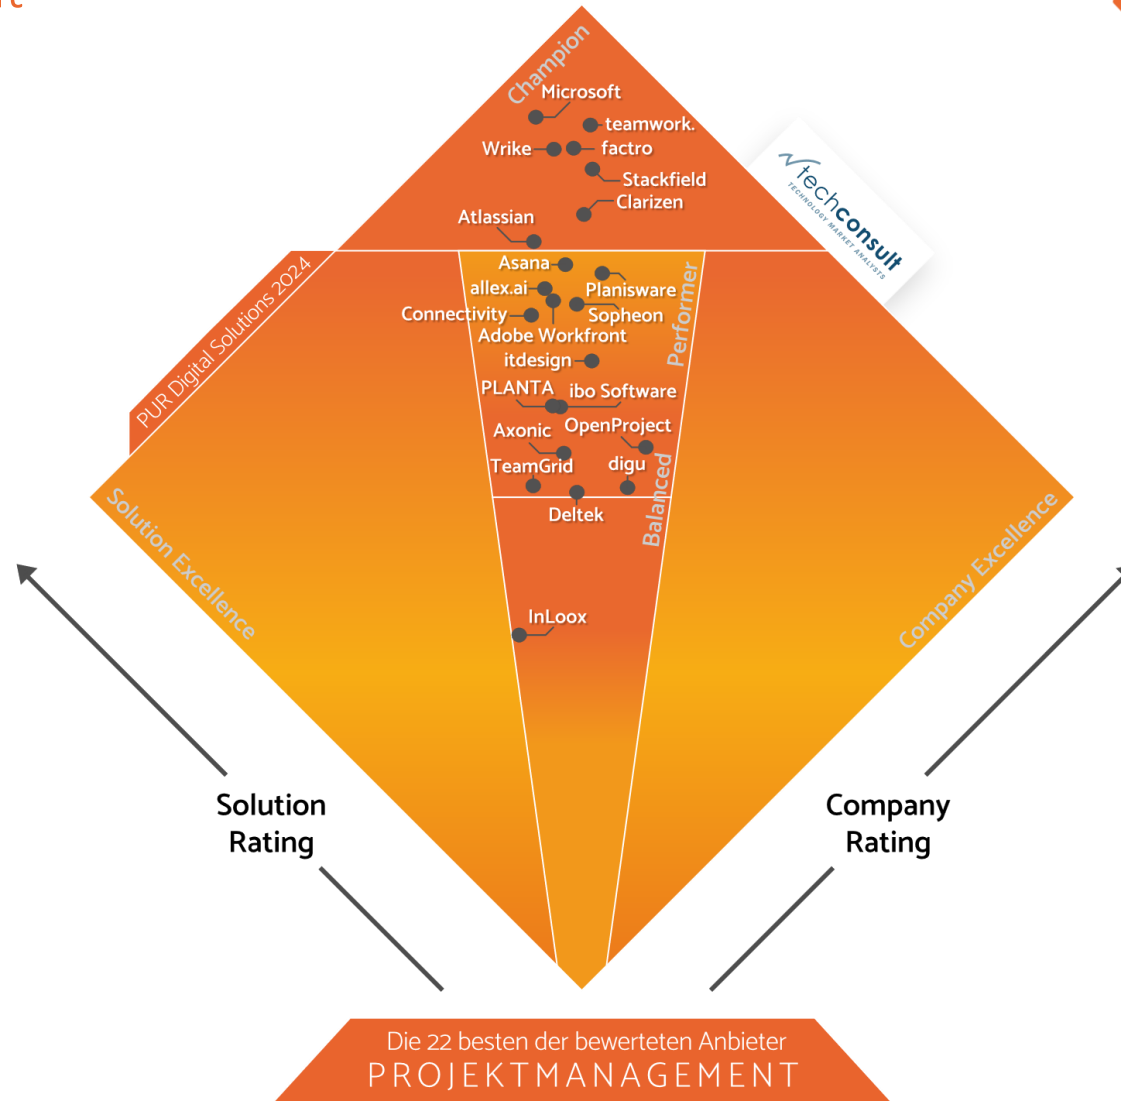 Champion
Microsoft
teamwork.
Wrike
factro
Stackfield
Clarizen
Atlassian
techconsult
TECHNOLOGY MARKET ANALYSTS
PUR Digital Solutions 2024
Asana
Planisware
allex.ai
Connectivity
Sopheon
Adobe Workfront
Performer
itdesign
PLANTA
ibo Software
Axonic
OpenProject
TeamGrid
digu
Balanced
Deltek
Solution Excellence
Company Excellence
InLoox
Solution
Rating
Company
Rating
Die 22 besten der bewerteten Anbieter
PROJEKTMANAGEMENT